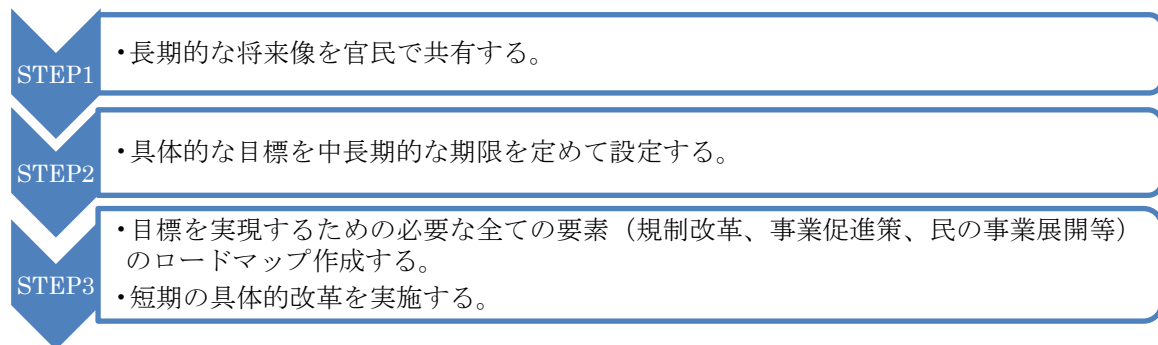 STEP1
・長期的な将来像を官民で共有する。
STEP2
・具体的な目標を中長期的な期限を定めて設定する。
STEP3
・目標を実現するための必要な全ての要素（規制改革、事業促進策、民の事業展開等）
のロードマップ作成する。
・短期の具体的改革を実施する。